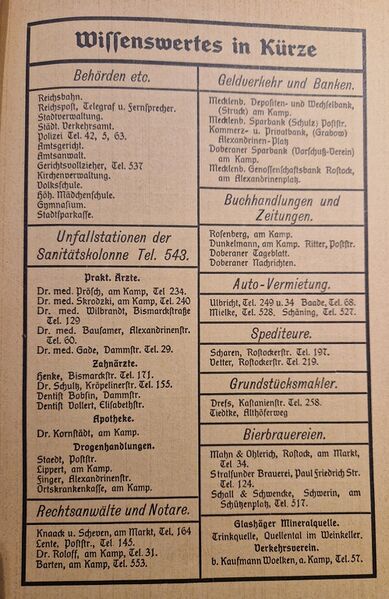 Wissenswertes in Kürze
Behörden etc.
Reichsbahn.
Reichspost, Telegraf u. Fernsprecher.
Stadtverwaltung.
Städt. Verkehrsamt.
Polizei Tel. 42, 5, 63.
Amtsgericht.
Amtsanwalt.
Gerichtsvollzieher, Tel. 537
Kirchenverwaltung.
Volksschule.
Höh. Mädchenschule.
Gymnasium.
Stadtsparkasse.
Unfallstationen der
Sanitätskolonne Tel. 543.
Prakt. Ärzte.
Dr. med. Prösch, am Kamp, Tel 234.
Dr. med. Skrodzki, am Kamp, Tel. 240
Dr. med. Wilbrandt, Bismarckstraße
Tel. 129
Dr. med. Bausamer, Alexandrinenstr.
Tel. 60.
Dr. med. Gade, Dammstr. Tel. 29.
Zahnärzte.
Henke, Bismarckstr. Tel. 171.
Dr. Schultz, Kröpelinerstr. Tel. 155.
Dentist Bobsin, Dammstr.
Dentist Vollert, Elisabethstr.
Apotheke.
Dr. Kornstädt, am Kamp.
Drogenhandlungen.
Staedt, Poststr.
Lippert, am Kamp.
Finger, Alexandrinenstr.
Ortskrankenkasse, am Kamp.
Rechtsanwälte und Notare.
Knaack u. Scheven, am Markt, Tel. 164
Lente, Poststr., Tel. 145.
Dr. Roloff, am Kamp, Tel. 31.
Barten, am Kamp, Tel. 553.
Geldverkehr und Banken.
Mecklenb. Depositen- und Wechselbank,
(Struck) am Kamp.
Mecklenb. Sparbank (Schulz) Poststr.
Kommerz- u. Privatbank, (Grabow)
Alexandrinen-Platz
Doberaner Sparbank (Vorschuß-Verein)
am Kamp.
Mecklenb. Genossenschaftsbank Rostock,
am Alexandrinenplatz.
Buchhandlungen und
Zeitungen.
Rosenberg, am Kamp.
Dunkelmann, am Kamp. Ritter, Poststr.
Doberaner Tageblatt.
Doberaner Nachrichten.
Auto-Vermietung.
Ulbricht, Tel. 249 u. 34 Baade, Tel. 68.
Mielke, Tel. 528. Schäning, Tel. 527.
Spediteure.
Scharen, Rostockerstr. Tel. 197.
Vetter, Rostockerstr. Tel. 219.
Grundstücksmakler.
Drefs, Kastanienstr. Tel. 258.
Tiedtke, Althöferweg
Bierbrauereien.
Mahn & Ohlerich, Rostock, am Markt,
Tel. 34.
Stralsunder Brauerei, Paul Friedrich Str.
Tel. 124.
Schall & Schwencke, Schwerin, am
Schützenplatz, Tel. 517.
Glashäger Mineralquelle.
Trinkquelle, Quellental im Weinkeller.
Verkehrsverein.
b. Kaufmann Woelken, a. Kamp, Tel. 57.